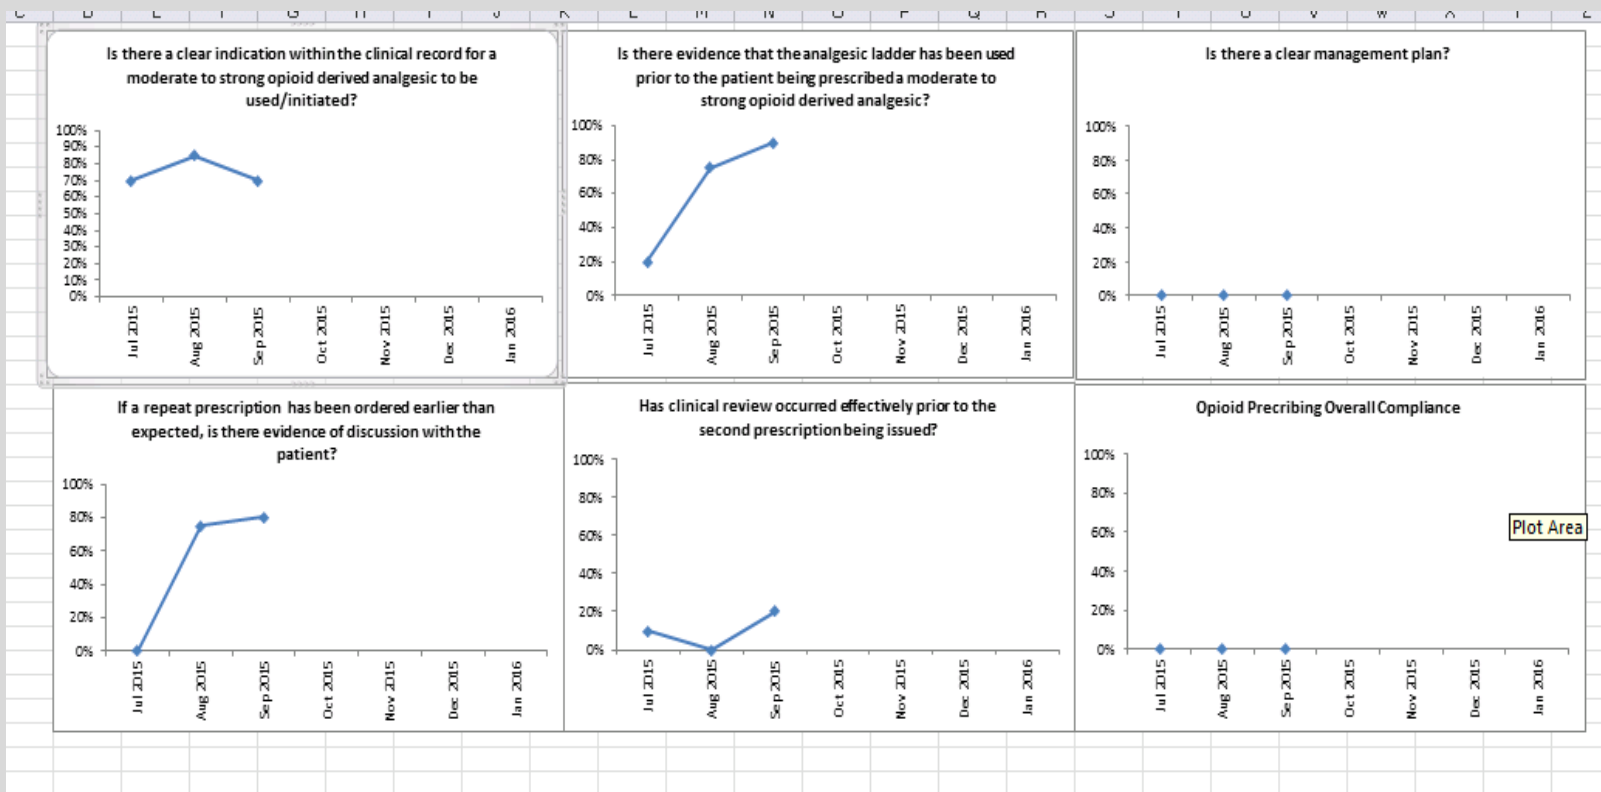 Is there a clear indication within the clinical record for a
moderate to strong opioid derived analgesic to be
used/initiated?
100%
90%
80%
70%
60%
50%
40%
30%
20%
10%
0%
Jul 2015
Aug 2015
Sep 2015
Oct 2015
Nov 2015
Dec 2015
Jan 2016
Is there evidence that the analgesic ladder has been used
prior to the patient being prescribed a moderate to
strong opioid derived analgesic?
100%
80%
60%
40%
20%
0%
Jul 2015
Aug 2015
Sep 2015
Oct 2015
Nov 2015
Dec 2015
Jan 2016
Is there a clear management plan?
100%
80%
60%
40%
20%
0%
Jul 2015
Aug 2015
Sep 2015
Oct 2015
Nov 2015
Dec 2015
Jan 2016
If a repeat prescription has been ordered earlier than
expected, is there evidence of discussion with the
patient?
100%
80%
60%
40%
20%
0%
Jul 2015
Aug 2015
Sep 2015
Oct 2015
Nov 2015
Dec 2015
Jan 2016
Has clinical review occurred effectively prior to the
second prescription being issued?
100%
80%
60%
40%
20%
0%
Jul 2015
Aug 2015
Sep 2015
Oct 2015
Nov 2015
Dec 2015
Jan 2016
Opioid Precribing Overall Compliance
100%
80%
60%
40%
20%
0%
Jul 2015
Aug 2015
Sep 2015
Oct 2015
Nov 2015
Dec 2015
Jan 2016
Plot Area